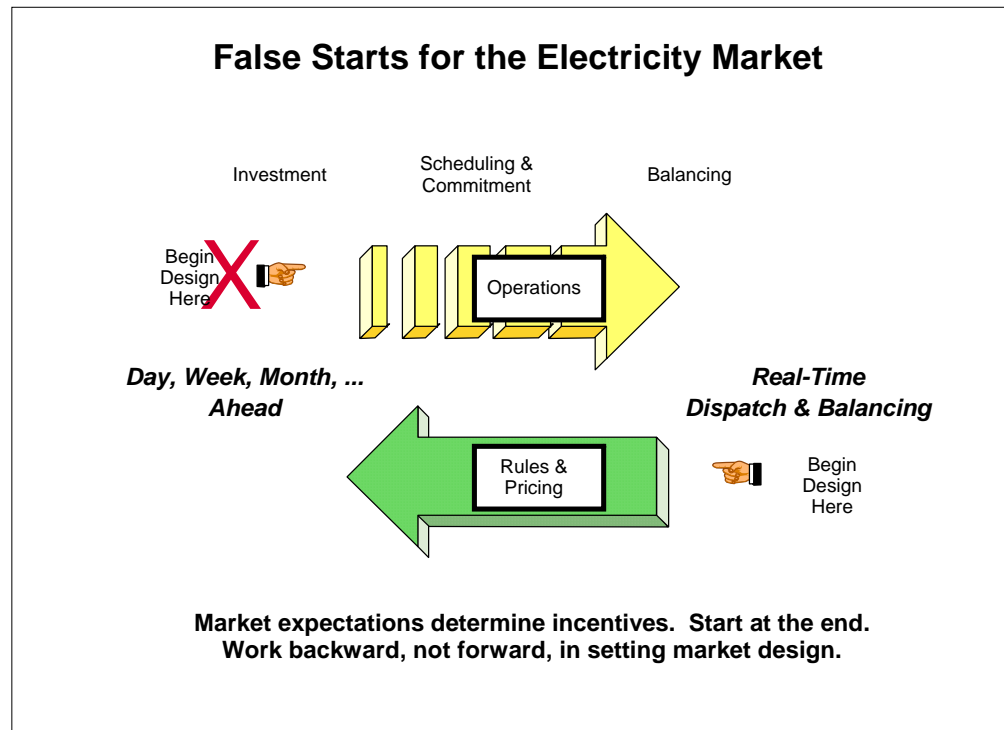 False Starts for the Electricity Market
Investment
Scheduling &
Commitment
Balancing
Begin
Design
Here
X
Operations
Day, Week, Month, ...
Ahead
Real-Time
Dispatch & Balancing
Rules &
Pricing
Begin
Design
Here
Market expectations determine incentives.  Start at the end.
Work backward, not forward, in setting market design.